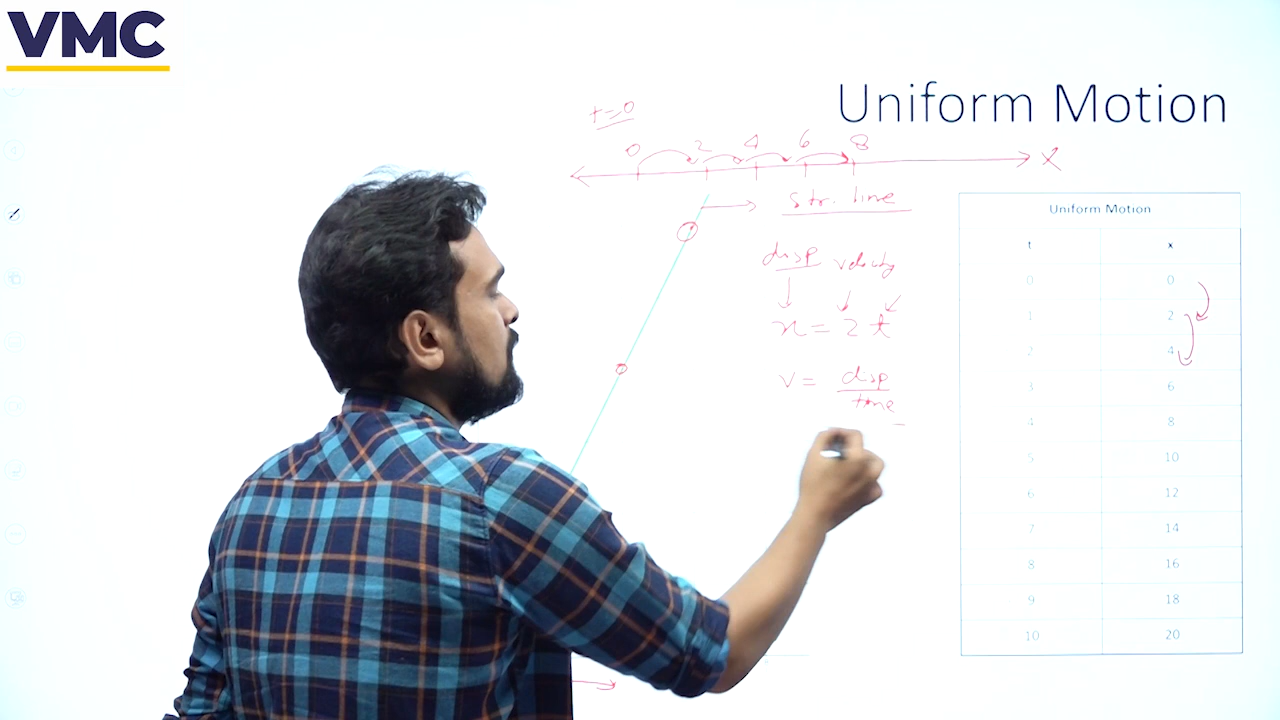 VMC
Uniform Motion
t=0
0 2 4 6 8
X
Str. line
disp velocity
x = 2 t
v = disp
time
Uniform Motion
t x
0 0
1 2
2 4
3 6
4 8
5 10
6 12
7 14
8 16
9 18
10 20